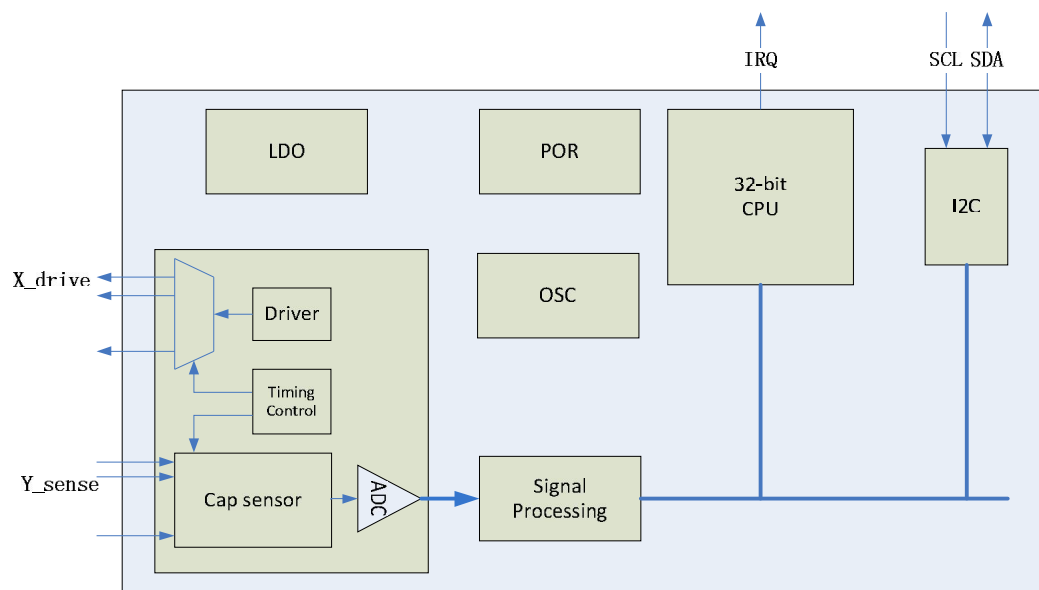 IRQ
SCL SDA
LDO
POR
32-bit
CPU
I2C
X_drive
Driver
OSC
Timing
Control
Y_sense
Cap sensor
ADC
Signal
Processing